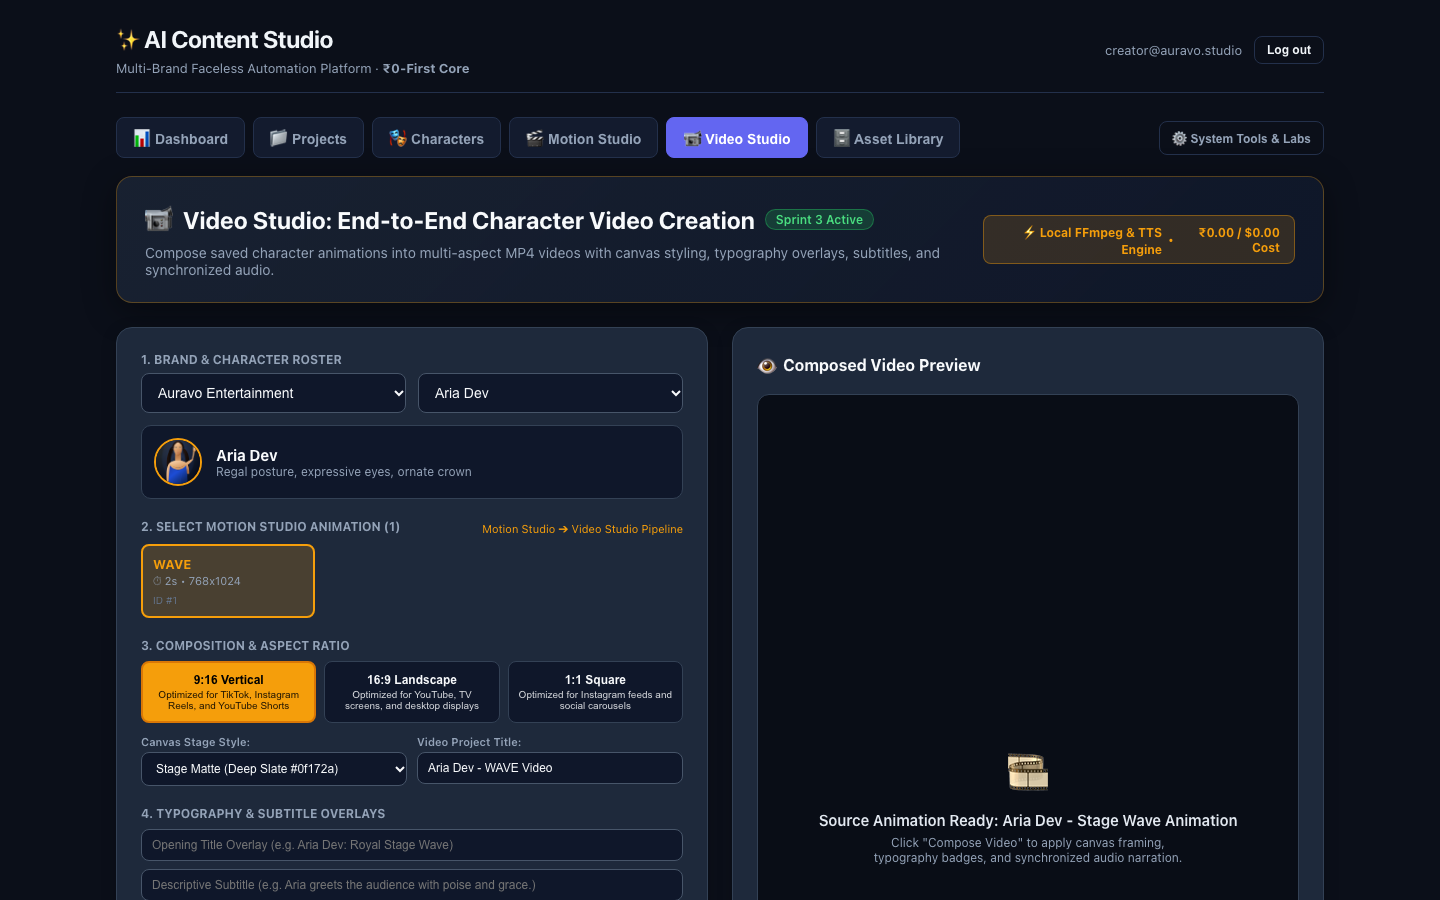 ✨ AI Content Studio
Multi-Brand Faceless Automation Platform · ₹0-First Core
creator@auravo.studio
Log out
📊 Dashboard
📁 Projects
🎭 Characters
🎬 Motion Studio
📹 Video Studio
🗄️ Asset Library
⚙️ System Tools & Labs
📹 Video Studio: End-to-End Character Video Creation
Sprint 3 Active
Compose saved character animations into multi-aspect MP4 videos with canvas styling, typography overlays, subtitles, and
synchronized audio.
⚡ Local FFmpeg & TTS
Engine
•
₹0.00 / $0.00
Cost
1. BRAND & CHARACTER ROSTER
Auravo Entertainment
Aria Dev
Aria Dev
Regal posture, expressive eyes, ornate crown
2. SELECT MOTION STUDIO ANIMATION (1)
Motion Studio ➔ Video Studio Pipeline
WAVE
⏱ 2s • 768x1024
ID #1
3. COMPOSITION & ASPECT RATIO
9:16 Vertical
Optimized for TikTok, Instagram
Reels, and YouTube Shorts
16:9 Landscape
Optimized for YouTube, TV
screens, and desktop displays
1:1 Square
Optimized for Instagram feeds and
social carousels
Canvas Stage Style:
Stage Matte (Deep Slate #0f172a)
Video Project Title:
Aria Dev - WAVE Video
4. TYPOGRAPHY & SUBTITLE OVERLAYS
Opening Title Overlay (e.g. Aria Dev: Royal Stage Wave)
Descriptive Subtitle (e.g. Aria greets the audience with poise and grace.)
👁️ Composed Video Preview
Source Animation Ready: Aria Dev - Stage Wave Animation
Click "Compose Video" to apply canvas framing,
typography badges, and synchronized audio narration.